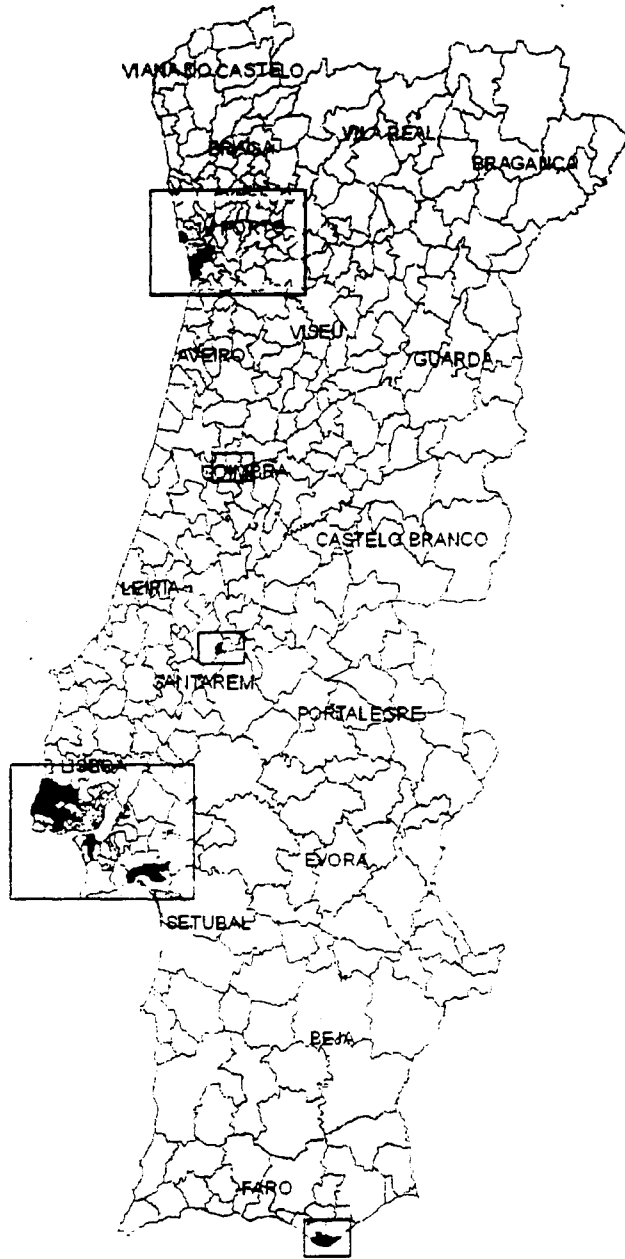 VIANA DO CASTELO
VILA REAL
BRAGA
BRAGANCA
PORTO
VISEU
AVEIRO
GUARDA
COIMBRA
CASTELO BRANCO
LEIRIA
SANTAREM
PORTALEGRE
LISBOA
EVORA
SETUBAL
BEJA
FARO